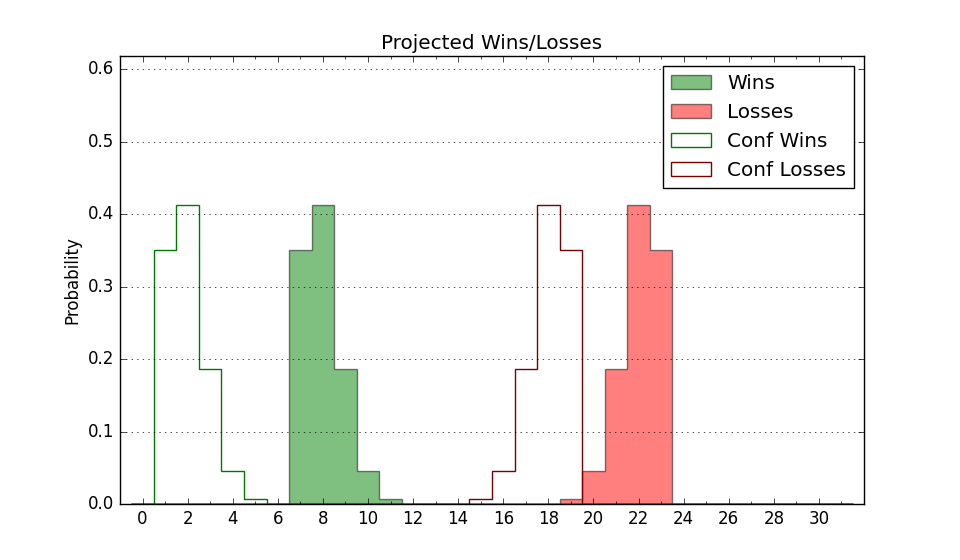 Projected Wins/Losses
0.6
0.5
0.4
0.3
0.2
0.1
0.0
Probability
Wins
Losses
Conf Wins
Conf Losses
0 2 4 6 8 10 12 14 16 18 20 22 24 26 28 30